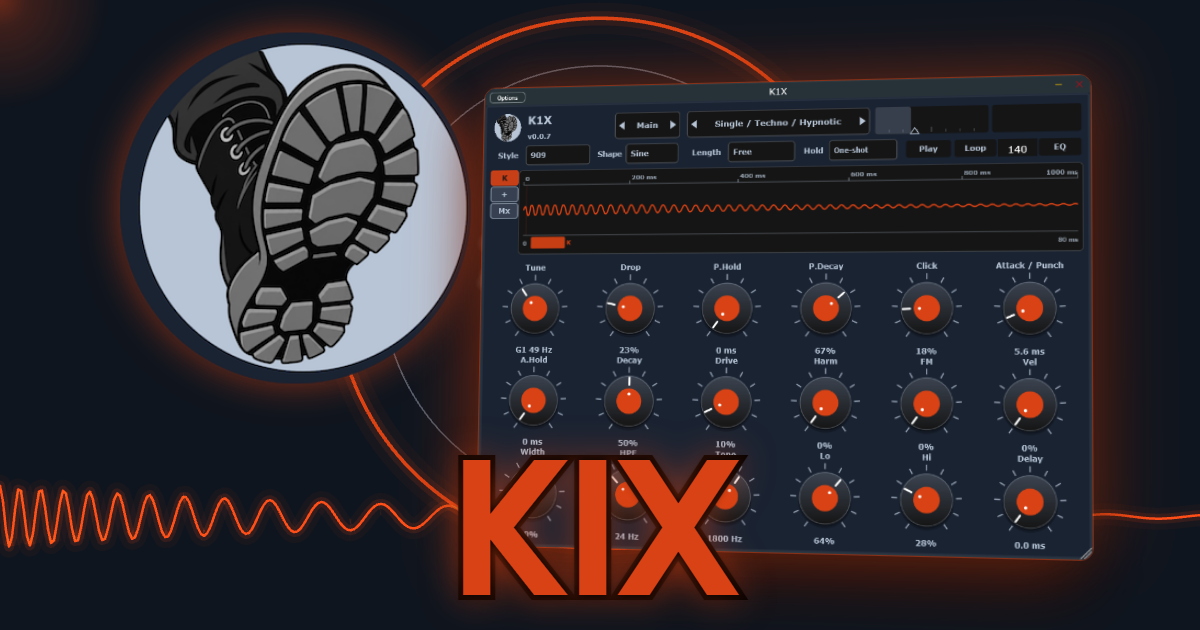 K1X
Options
K1X
v0.0.7
Main
Single / Techno / Hypnotic
Style
909
Shape
Sine
Length
Free
Hold
One-shot
Play
Loop
140
EQ
K
+
Mx
0
200 ms
400 ms
600 ms
800 ms
1000 ms
0
K
80 ms
Tune
Drop
P.Hold
P.Decay
Click
Attack / Punch
G1 49 Hz
23%
0 ms
67%
18%
5.6 ms
A.Hold
Decay
Drive
Harm
FM
Vel
0 ms
50%
10%
0%
0%
0%
Width
HPF
Tone
Lo
Hi
Delay
24 Hz
1800 Hz
64%
28%
0.0 ms
KIX